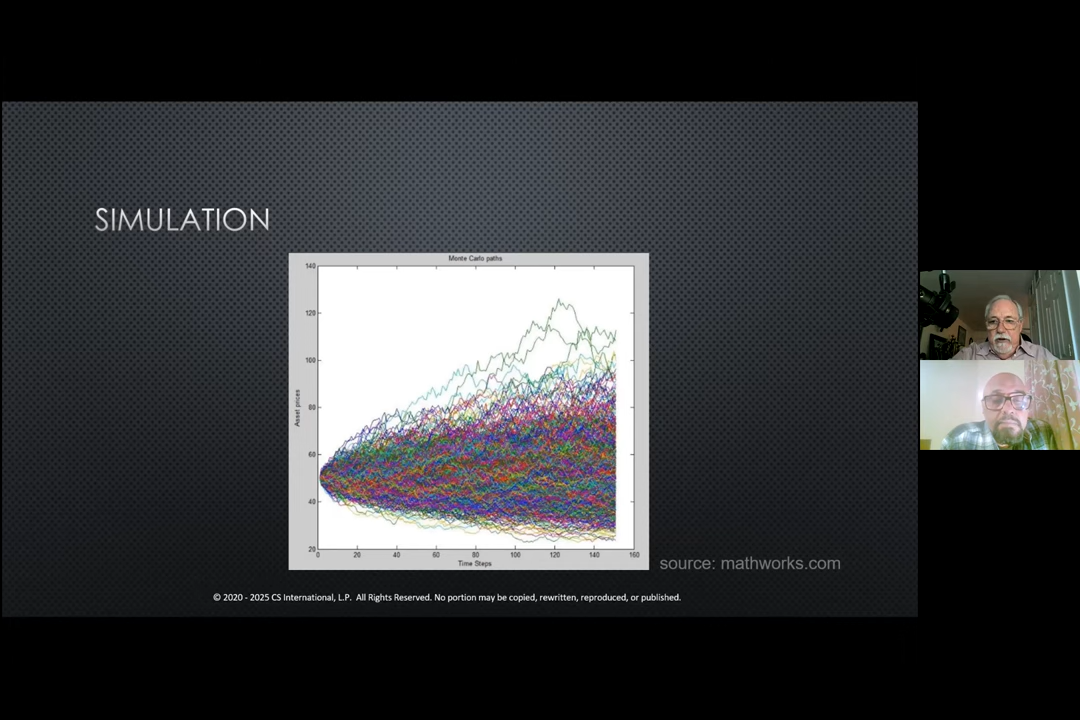 SIMULATION
Monte Carlo paths
140
120
100
80
60
40
20
Asset prices
0 20 40 60 80 100 120 140 160
Time Steps
source: mathworks.com
© 2020 - 2025 CS International, L.P. All Rights Reserved. No portion may be copied, rewritten, reproduced, or published.